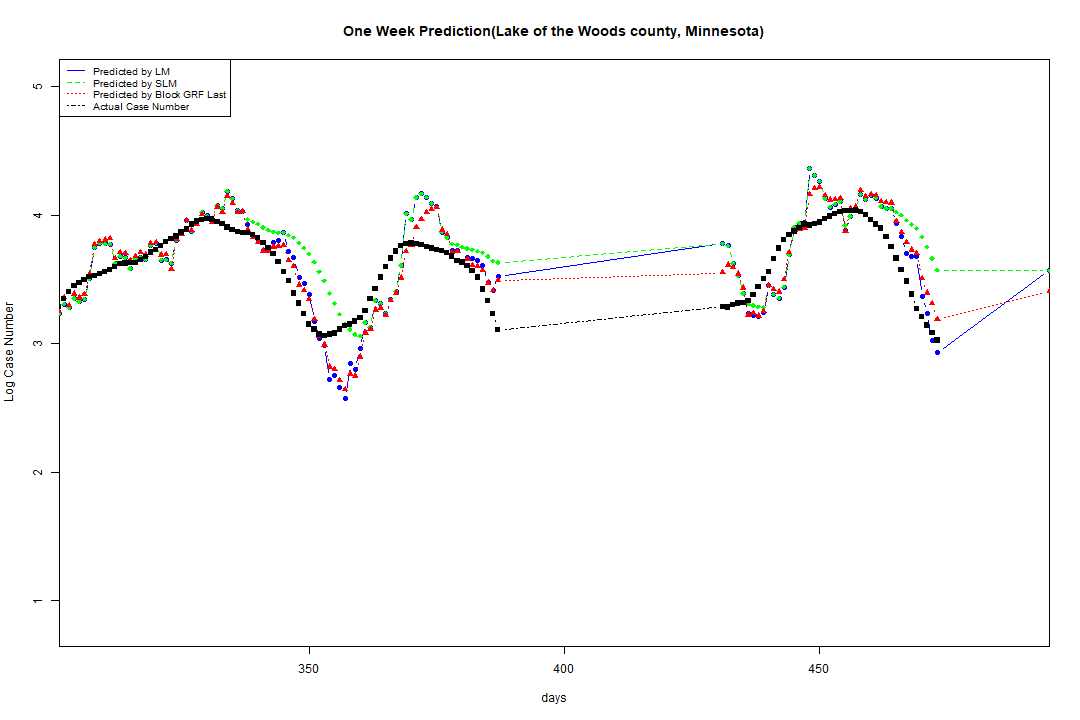 One Week Prediction(Lake of the Woods county, Minnesota)
Predicted by LM
Predicted by SLM
Predicted by Block GRF Last
Actual Case Number
5
4
3
2
1
Log Case Number
350
400
450
days